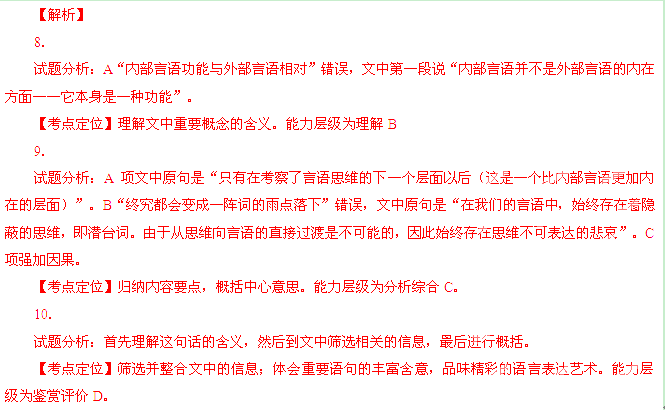 【解析】
8.
试题分析：A“内部言语功能与外部言语相对”错误，文中第一段说“内部言语并不是外部言语的内在
方面——它本身是一种功能”。
【考点定位】理解文中重要概念的含义。能力层级为理解 B
9.
试题分析：A 项文中原句是“只有在考察了言语思维的下一个层面以后（这是一个比内部言语更加内
在的层面）”。B“终究都会变成一阵词的雨点落下”错误，文中原句是“在我们的言语中，始终存在着隐
蔽的思维，即潜台词。由于从思维向言语的直接过渡是不可能的，因此始终存在思维不可表达的悲哀”。C
项强加因果。
【考点定位】归纳内容要点，概括中心意思。能力层级为分析综合 C。
10.
试题分析：首先理解这句话的含义，然后到文中筛选相关的信息，最后进行概括。
【考点定位】筛选并整合文中的信息；体会重要语句的丰富含意，品味精彩的语言表达艺术。能力层
级为鉴赏评价 D。